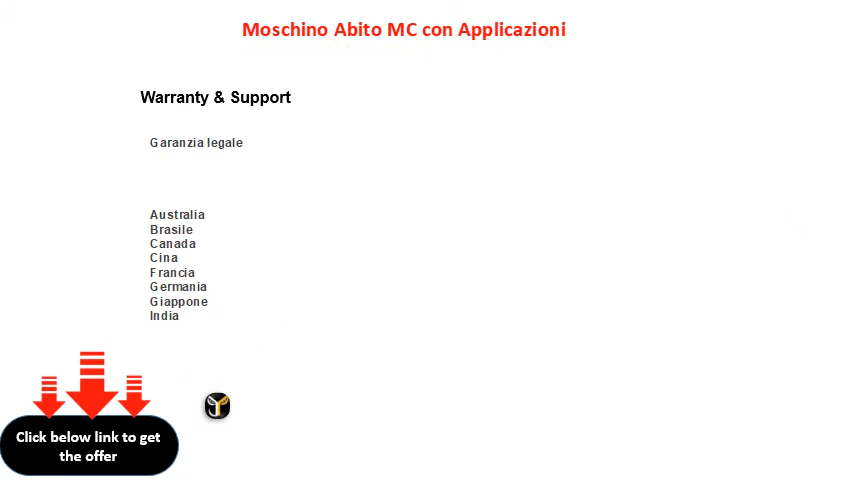 Moschino Abito MC con Applicazioni
Warranty & Support
Garanzia legale
Australia
Brasile
Canada
Cina
Francia
Germania
Giappone
India
Click below link to get
the offer